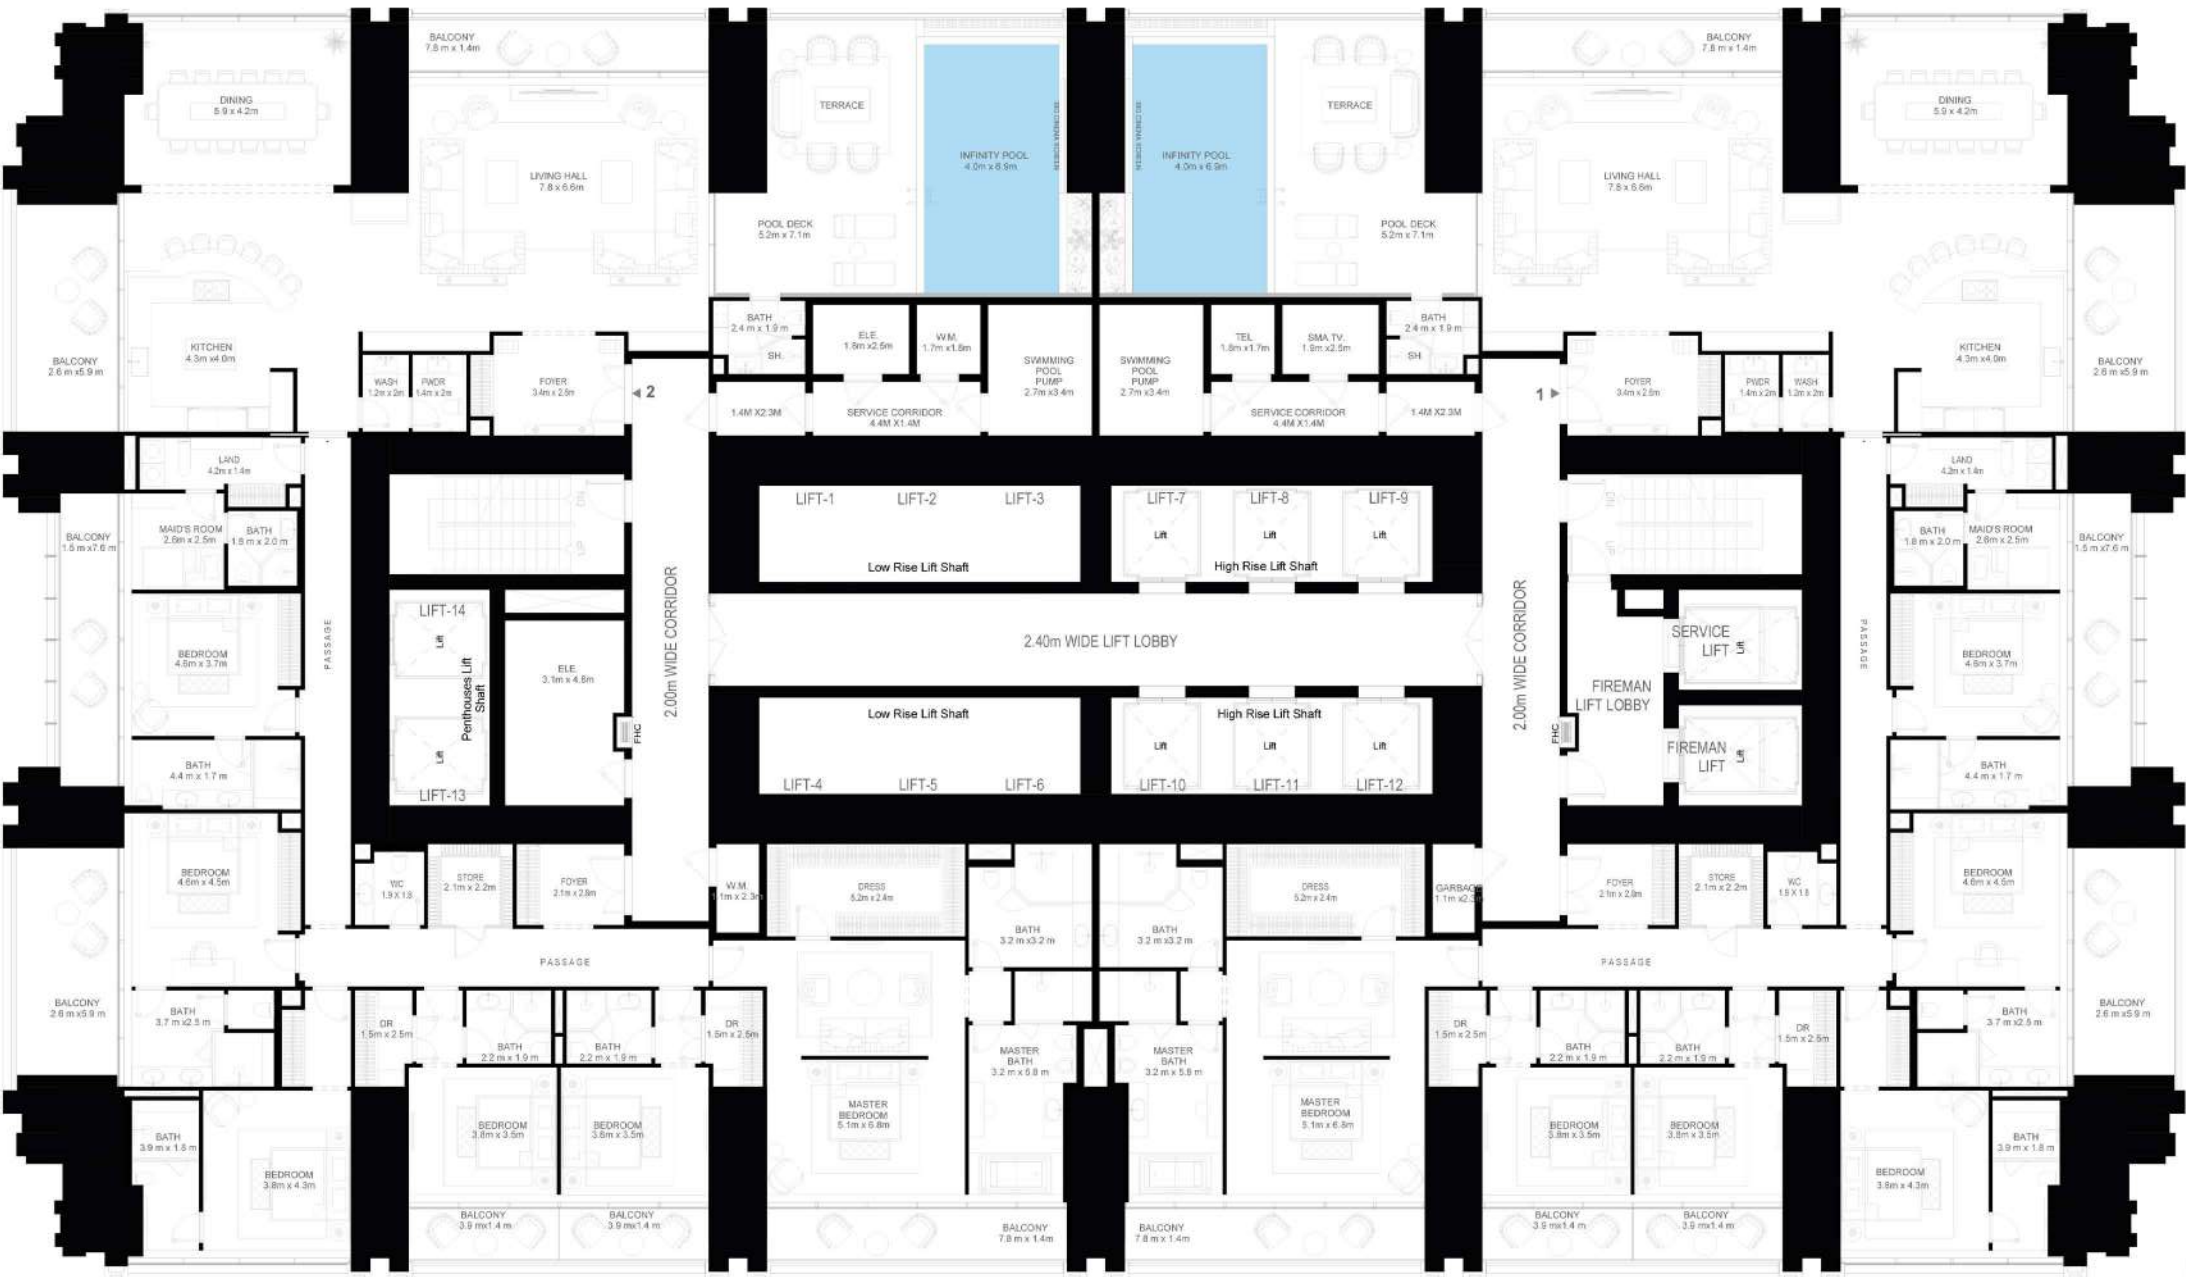 BALCONY
7.8 m x 1.4m
BALCONY
7.8 m x 1.4m
DINING
5.9 x 4.2m
TERRACE
TERRACE
DINING
5.9 x 4.2m
INFINITY POOL
4.0m x 6.9m
INFINITY POOL
4.0m x 6.9m
LIVING HALL
7.8 x 6.6m
LIVING HALL
7.8 x 6.6m
POOL DECK
5.2m x 7.1m
POOL DECK
5.2m x 7.1m
BALCONY
2.6 m x5.9 m
KITCHEN
4.3m x4.0m
WASH
1.2m x 2m
PWDR
1.4m x 2m
FOYER
3.4m x 2.6m
2
BATH
2.4 m x 1.9 m
SH.
ELE.
1.8m x2.5m
W.M.
1.7m x1.6m
SWIMMING
POOL
PUMP
2.7m x3.4m
SWIMMING
POOL
PUMP
2.7m x3.4m
TEL
1.6m x1.7m
SMA.TV.
1.9m x2.5m
BATH
2.4 m x 1.9 m
SH
1
FOYER
3.4m x 2.6m
PWDR
1.4m x 2m
WASH
1.2m x 2m
KITCHEN
4.3m x4.0m
BALCONY
2.6 m x5.9 m
1.4M X2.3M
SERVICE CORRIDOR
4.4M X1.4M
SERVICE CORRIDOR
4.4M X1.4M
1.4M X2.3M
LAND
4.2m x 1.4m
LAND
4.2m x 1.4m
DN
UP
LIFT-1
LIFT-2
LIFT-3
LIFT-7
LIFT-8
LIFT-9
DN
UP
BALCONY
1.5 m x7.6 m
MAID'S ROOM
2.6m x 2.5m
BATH
1.8 m x 2.0 m
Lift
Lift
Lift
BATH
1.8 m x 2.0 m
MAID'S ROOM
2.6m x 2.5m
BALCONY
1.5 m x7.6 m
Low Rise Lift Shaft
High Rise Lift Shaft
PASSAGE
LIFT-14
Lift
Penthouses Lift
Shaft
Lift
LIFT-13
ELE.
3.1m x 4.6m
2.00m WIDE CORRIDOR
FHC
2.40m WIDE LIFT LOBBY
2.00m WIDE CORRIDOR
FHC
SERVICE
LIFT
Lift
FIREMAN
LIFT LOBBY
FIREMAN
LIFT
Lift
PASSAGE
BEDROOM
4.6m x 3.7m
BEDROOM
4.6m x 3.7m
Low Rise Lift Shaft
High Rise Lift Shaft
Lift
Lift
Lift
LIFT-4
LIFT-5
LIFT-6
LIFT-10
LIFT-11
LIFT-12
BATH
4.4 m x 1.7 m
BATH
4.4 m x 1.7 m
BEDROOM
4.6m x 4.5m
WC
1.9 X 1.8
STORE
2.1m x 2.2m
FOYER
2.1m x 2.8m
W.M.
1.1m x 2.3m
DRESS
5.2m x 2.4m
DRESS
5.2m x 2.4m
GARBAGE
1.1m x2.3m
FOYER
2.1m x 2.8m
STORE
2.1m x 2.2m
WC
1.9 X 1.8
BEDROOM
4.6m x 4.5m
BATH
3.2 m x3.2 m
BATH
3.2 m x3.2 m
PASSAGE
PASSAGE
BALCONY
2.6 m x5.9 m
BATH
3.7 m x2.5 m
DR
1.5m x 2.5m
BATH
2.2 m x 1.9 m
BATH
2.2 m x 1.9 m
DR
1.5m x 2.5m
MASTER
BATH
3.2 m x 5.8 m
MASTER
BATH
3.2 m x 5.8 m
DR
1.5m x 2.5m
BATH
2.2 m x 1.9 m
BATH
2.2 m x 1.9 m
DR
1.5m x 2.5m
BATH
3.7 m x2.5 m
BALCONY
2.6 m x5.9 m
BATH
3.9 m x 1.8 m
BEDROOM
3.8m x 4.3m
BEDROOM
3.8m x 3.5m
BEDROOM
3.8m x 3.5m
MASTER
BEDROOM
5.1m x 6.8m
MASTER
BEDROOM
5.1m x 6.8m
BEDROOM
3.8m x 3.5m
BEDROOM
3.8m x 3.5m
BEDROOM
3.8m x 4.3m
BATH
3.9 m x 1.8 m
BALCONY
3.9 mx1.4 m
BALCONY
3.9 mx1.4 m
BALCONY
7.8 m x 1.4m
BALCONY
7.8 m x 1.4m
BALCONY
3.9 mx1.4 m
BALCONY
3.9 mx1.4 m